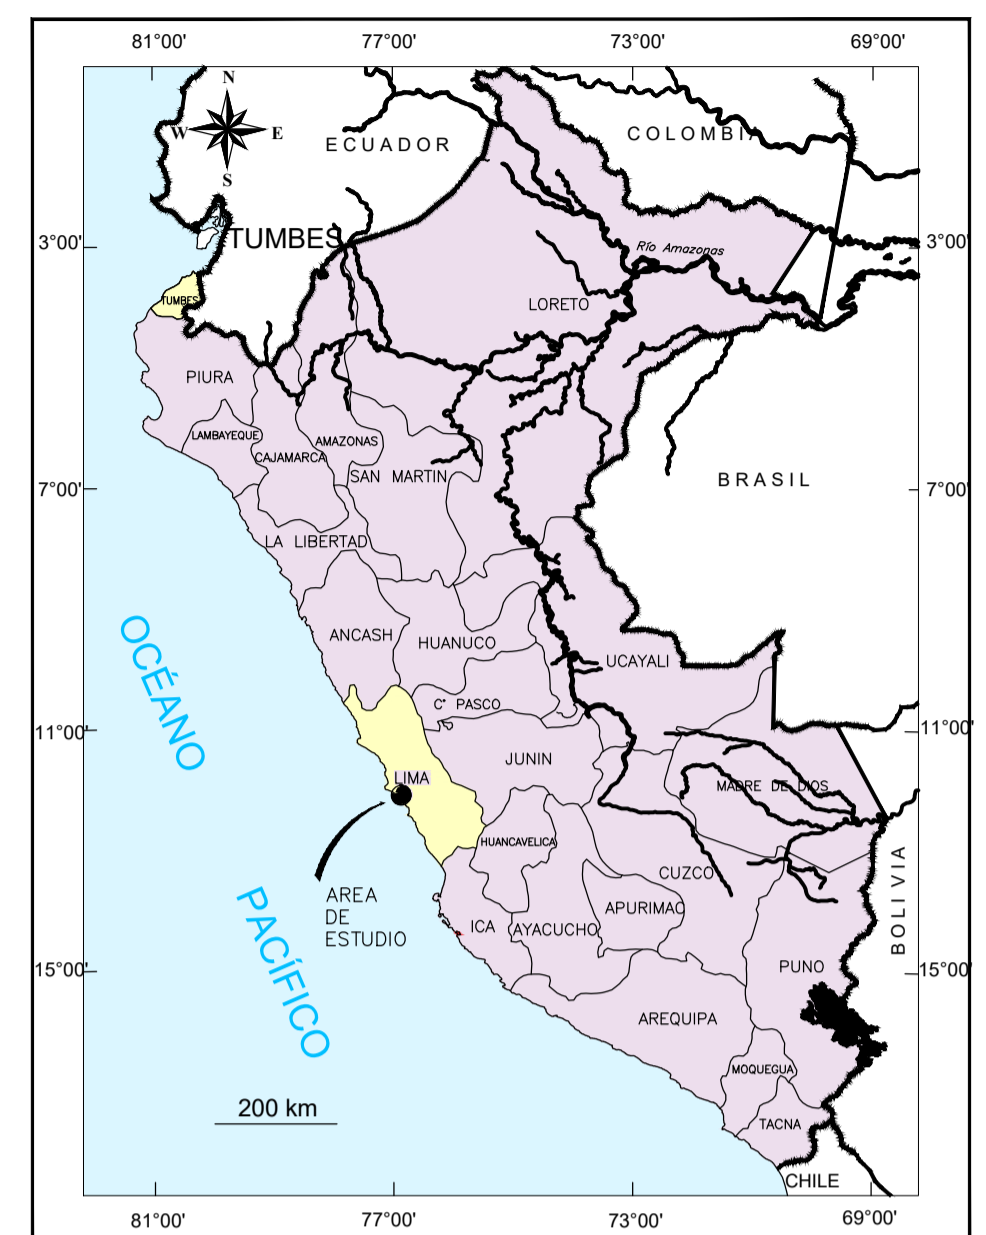 81°00'
77°00'
73°00'
69°00'
N
W
E
S
ECUADOR
COLOMBIA
TUMBES
3°00'
3°00'
Río Amazonas
TUMBES
LORETO
PIURA
LAMBAYEQUE
AMAZONAS
CAJAMARCA
SAN MARTIN
BRASIL
7°00'
7°00'
LA LIBERTAD
ANCASH
HUANUCO
UCAYALI
OCÉANO
C° PASCO
11°00'
11°00'
JUNIN
LIMA
MADRE DE DIOS
HUANCAVELICA
CUZCO
BOLIVIA
AREA
DE
ESTUDIO
APURIMAC
ICA
AYACUCHO
PACÍFICO
15°00'
15°00'
PUNO
AREQUIPA
MOQUEGUA
200 km
TACNA
CHILE
81°00'
77°00'
73°00'
69°00'